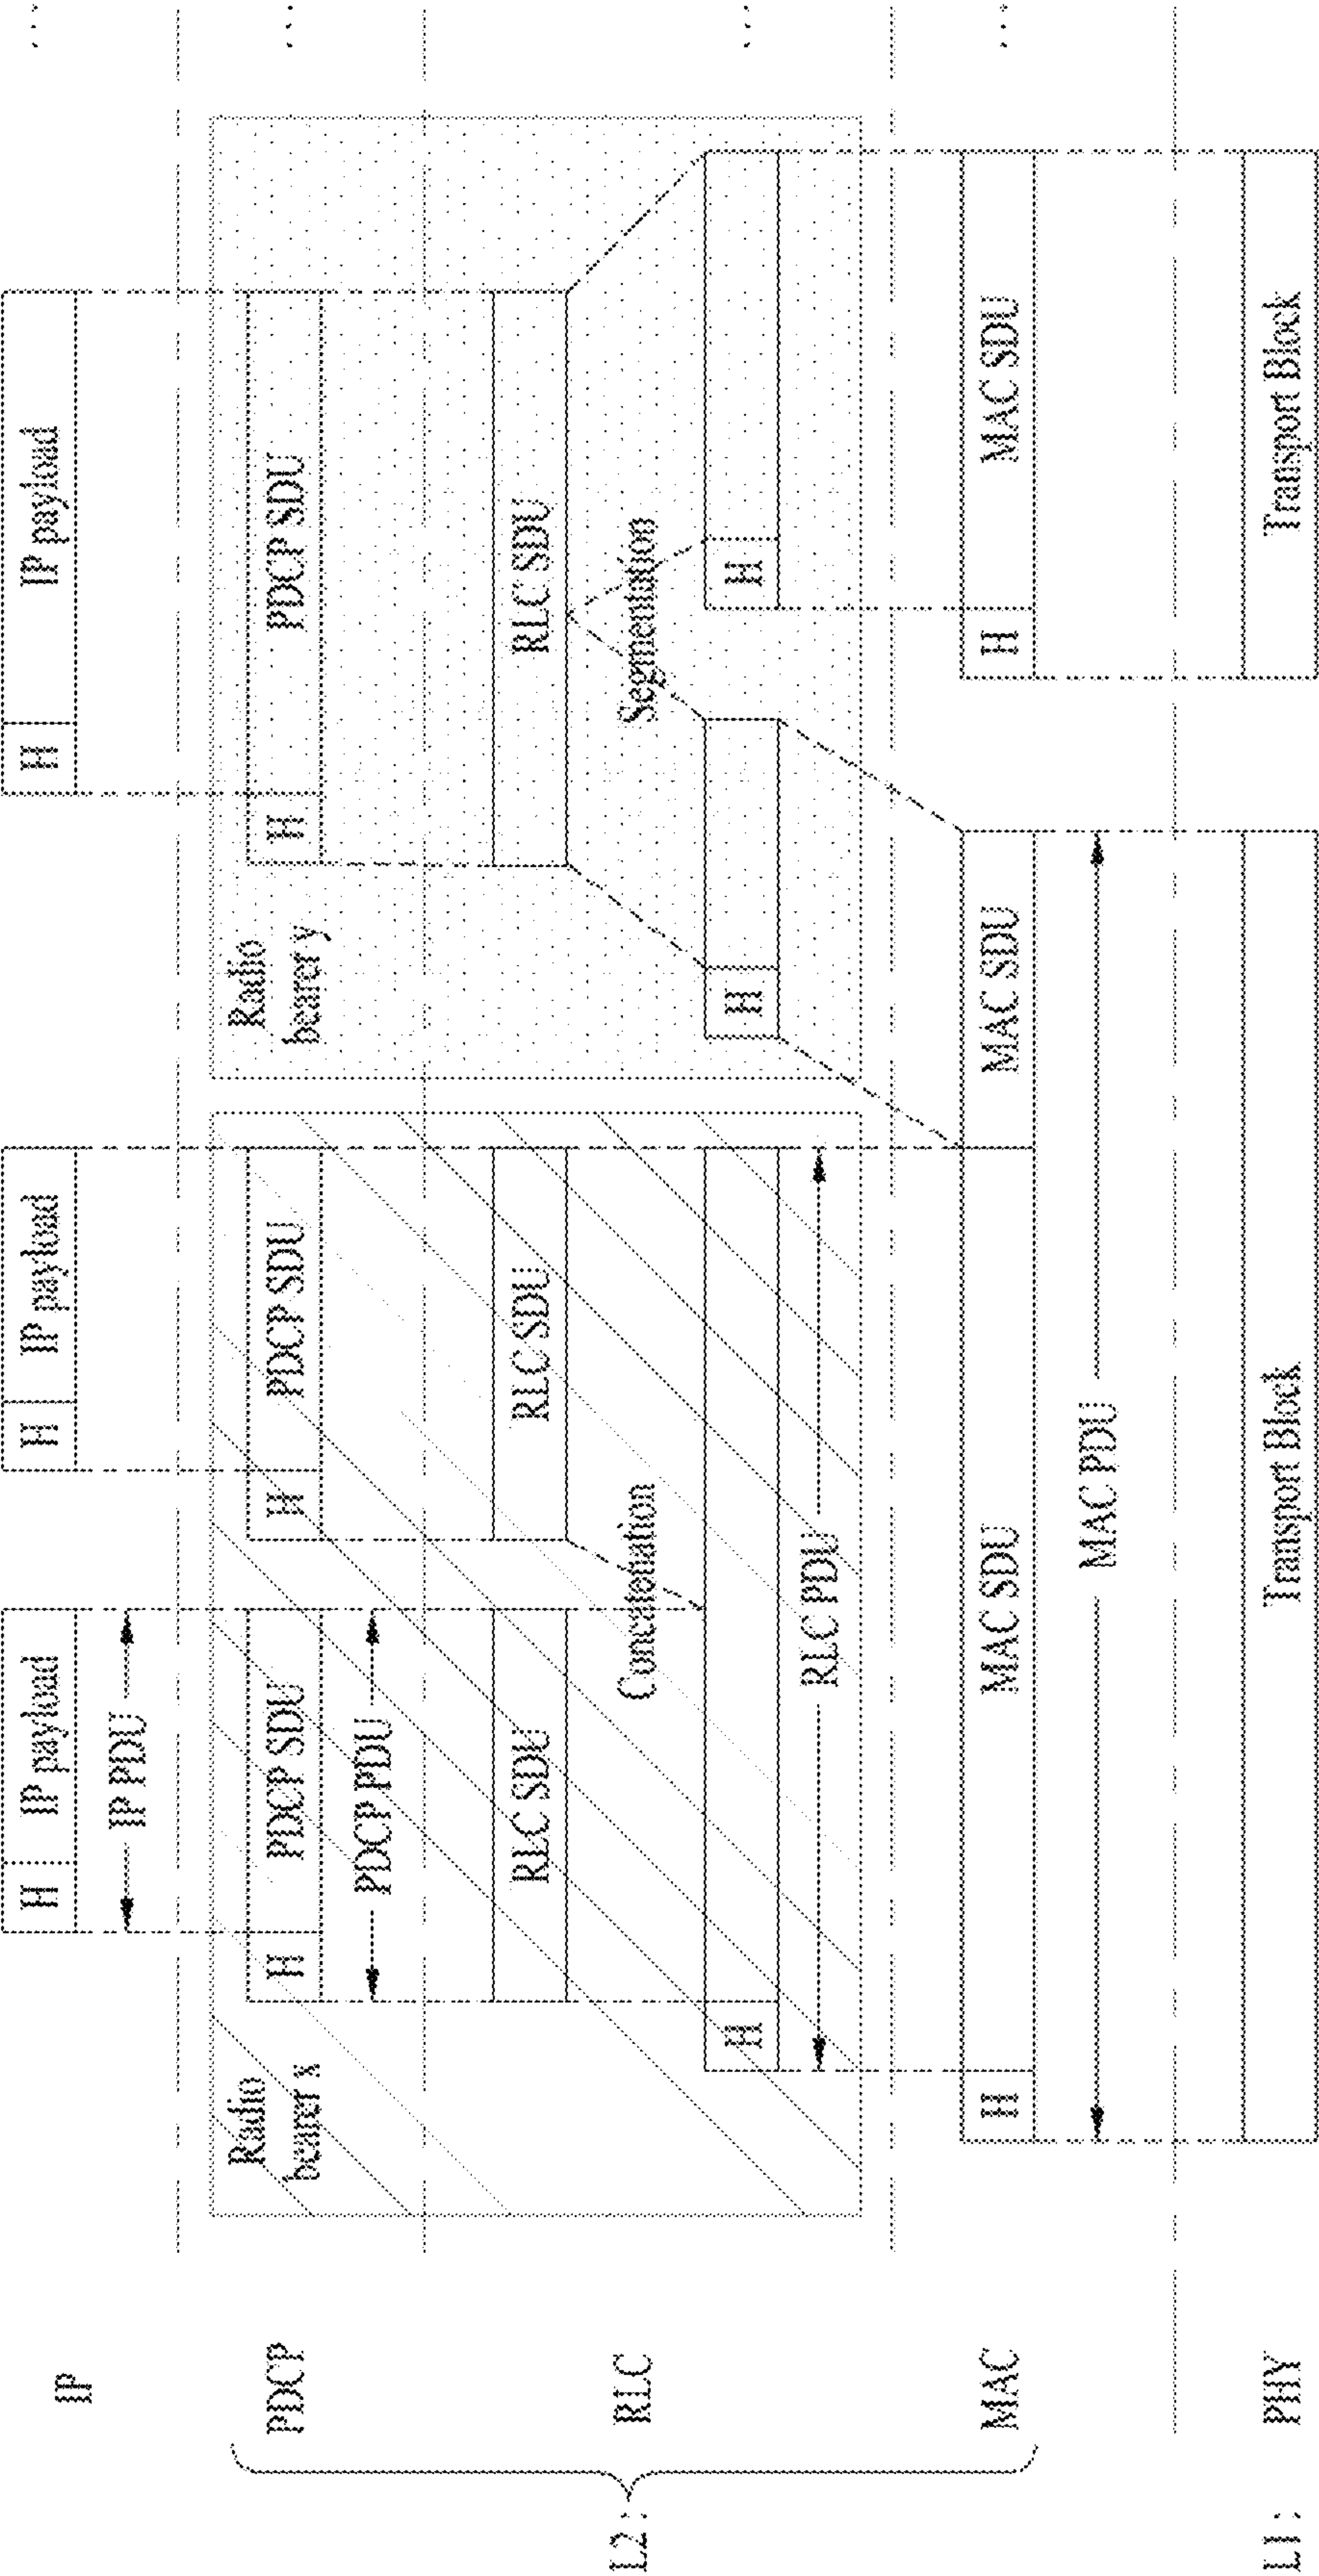 IP
H IP payload
H IP payload
H IP payload
...
IP PDU
Radio
bearer x
Radio
bearer y
PDCP
H PDCP SDU
H PDCP SDU
H PDCP SDU
...
PDCP PDU
RLC SDU
RLC SDU
RLC SDU
L2 :
RLC
Concatenation
Segmentation
H
H
H
...
RLC PDU
MAC
H MAC SDU
MAC SDU
H MAC SDU
...
MAC PDU
L1 :
PHY
Transport Block
Transport Block